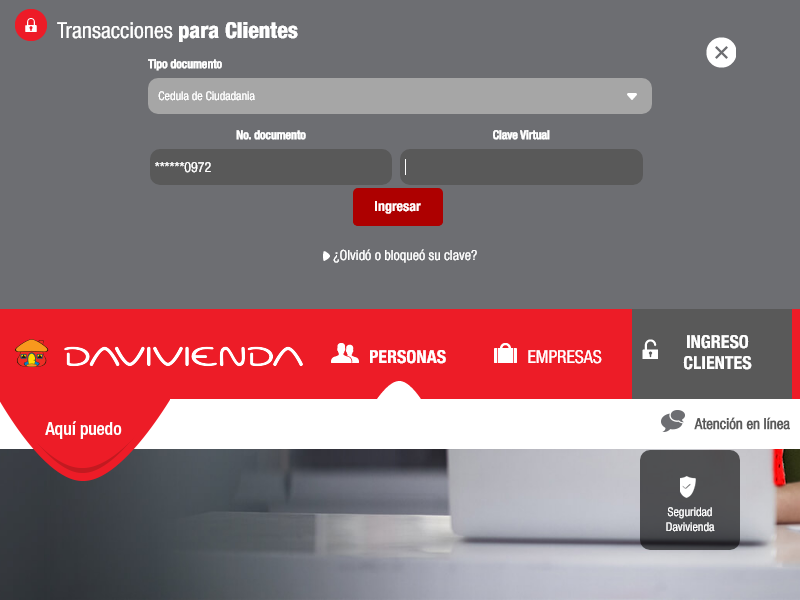 Transacciones para Clientes
Tipo documento
Cedula de Ciudadania
No. documento
Clave Virtual
******0972
Ingresar
¿Olvidó o bloqueó su clave?
DAVIVIENDA
PERSONAS
EMPRESAS
INGRESO
CLIENTES
Aquí puedo
Atención en línea
Seguridad
Davivienda